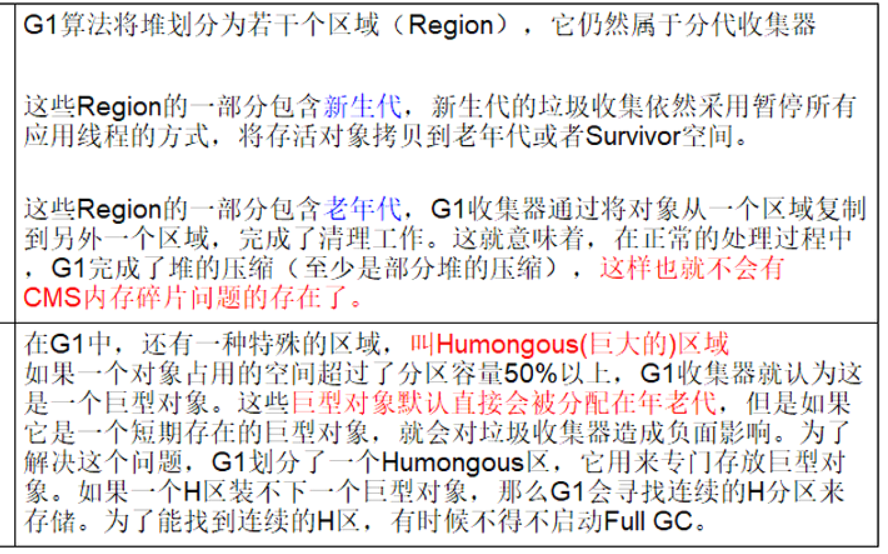 G1算法将堆划分为若干个区域（Region），它仍然属于分代收集器
这些Region的一部分包含新生代，新生代的垃圾收集依然采用暂停所有
应用线程的方式，将存活对象拷贝到老年代或者Survivor空间。
这些Region的一部分包含老年代，G1收集器通过将对象从一个区域复制
到另外一个区域，完成了清理工作。这就意味着，在正常的处理过程中
，G1完成了堆的压缩（至少是部分堆的压缩），这样也就不会有
CMS内存碎片问题的存在了。
在G1中，还有一种特殊的区域，叫Humongous(巨大的)区域
如果一个对象占用的空间超过了分区容量50%以上，G1收集器就认为这
是一个巨型对象。这些巨型对象默认直接会被分配在年老代，但是如果
它是一个短期存在的巨型对象，就会对垃圾收集器造成负面影响。为了
解决这个问题，G1划分了一个Humongous区，它用来专门存放巨型对
象。如果一个H区装不下一个巨型对象，那么G1会寻找连续的H分区来
存储。为了能找到连续的H区，有时候不得不启动Full GC。